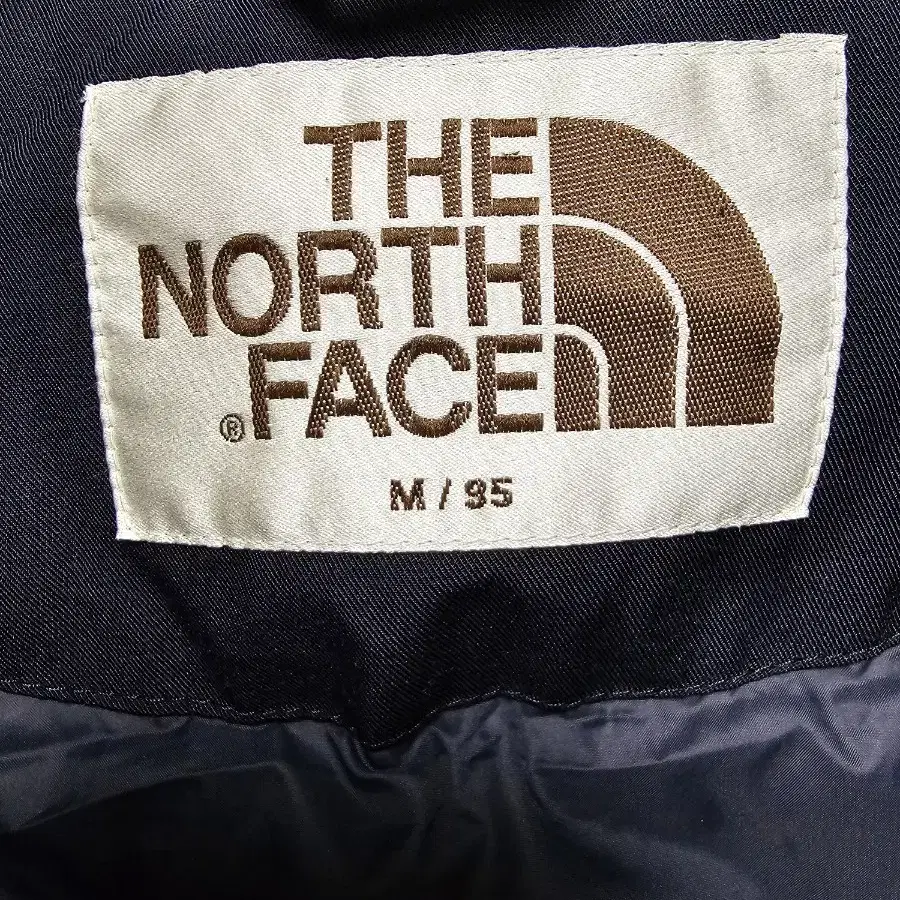 THE
NORTH
®FACE
M / 95